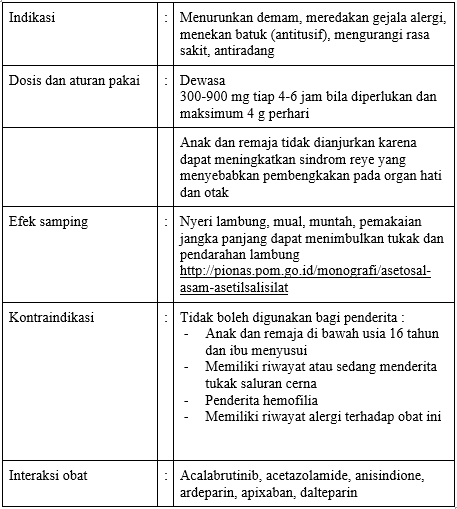 Indikasi : Menurunkan demam, meredakan gejala alergi,
menekan batuk (antitusif), mengurangi rasa
sakit, antiradang
Dosis dan aturan pakai : Dewasa
300-900 mg tiap 4-6 jam bila diperlukan dan
maksimum 4 g perhari
Anak dan remaja tidak dianjurkan karena
dapat meningkatkan sindrom reye yang
menyebabkan pembengkakan pada organ hati
dan otak
Efek samping : Nyeri lambung, mual, muntah, pemakaian
jangka panjang dapat menimbulkan tukak dan
pendarahan lambung
http://pionas.pom.go.id/monografi/asetosal-
asam-asetilsalisilat
Kontraindikasi : Tidak boleh digunakan bagi penderita :
- Anak dan remaja di bawah usia 16 tahun
dan ibu menyusui
- Memiliki riwayat atau sedang menderita
tukak saluran cerna
- Penderita hemofilia
- Memiliki riwayat alergi terhadap obat ini
Interaksi obat : Acalabrutinib, acetazolamide, anisindione,
ardeparin, apixaban, dalteparin